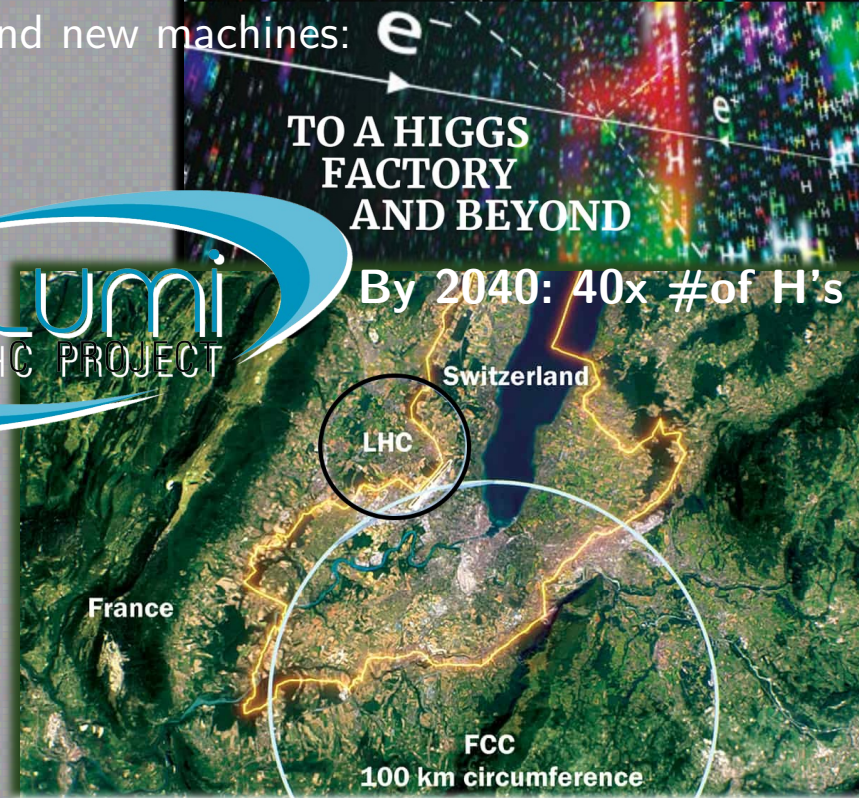 nd new machines:
e⁻
e⁺
TO A HIGGS
FACTORY
AND BEYOND
By 2040: 40x #of H's
Lumi
HC PROJECT
Switzerland
LHC
France
FCC
100 km circumference